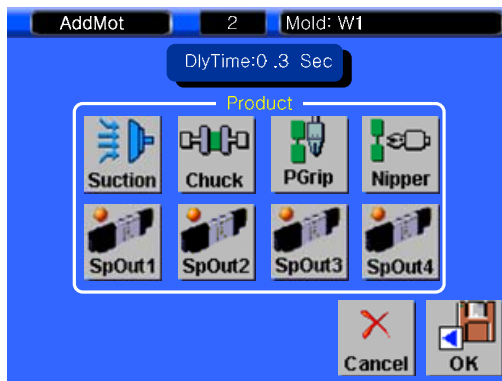 AddMot 2 Mold: W1
DlyTime:0.3 Sec
Product
Suction Chuck PGrip Nipper
SpOut1 SpOut2 SpOut3 SpOut4
Cancel OK